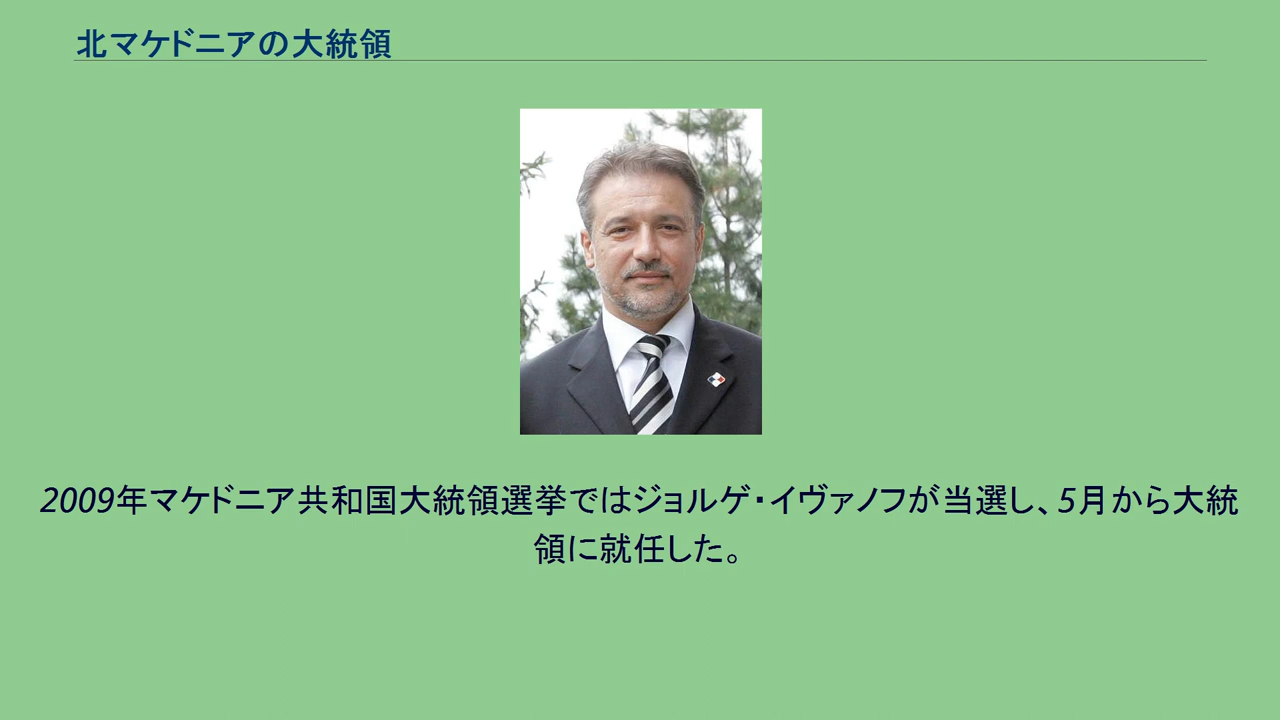 北マケドニアの大統領
2009年マケドニア共和国大統領選挙ではジョルゲ・イヴァノフが当選し、5月から大統
領に就任した。